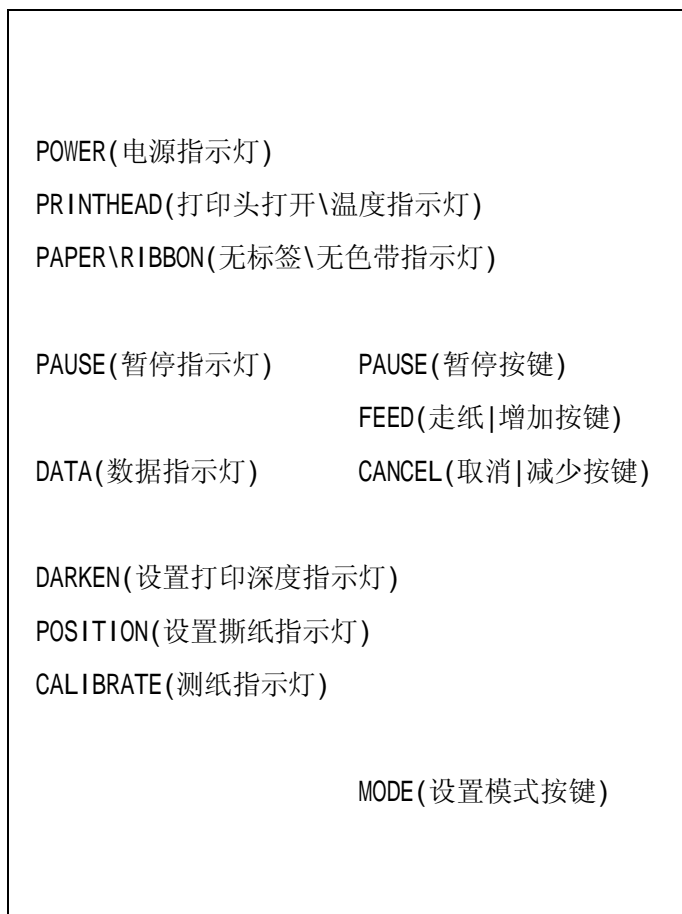 POWER(电源指示灯)
PRINTHEAD(打印头打开\温度指示灯)
PAPER\RIBBON(无标签\无色带指示灯)
PAUSE(暂停指示灯) PAUSE(暂停按键)
FEED(走纸|增加按键)
DATA(数据指示灯) CANCEL(取消|减少按键)
DARKEN(设置打印深度指示灯)
POSITION(设置撕纸指示灯)
CALIBRATE(测纸指示灯)
MODE(设置模式按键)